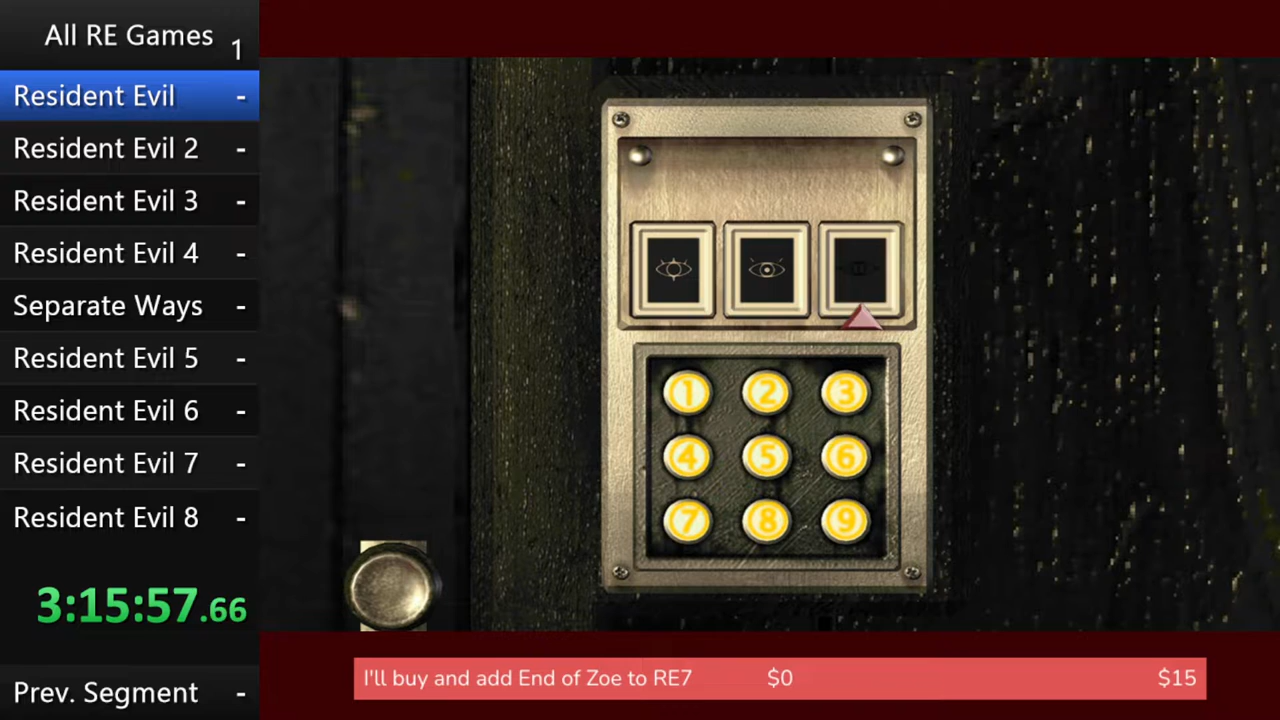 All RE Games
1
Resident Evil -
Resident Evil 2 -
Resident Evil 3 -
Resident Evil 4 -
Separate Ways -
Resident Evil 5 -
Resident Evil 6 -
Resident Evil 7 -
Resident Evil 8 -
3:15:57.66
Prev. Segment -
1 2 3
4 5 6
7 8 9
I'll buy and add End of Zoe to RE7 $0 $15